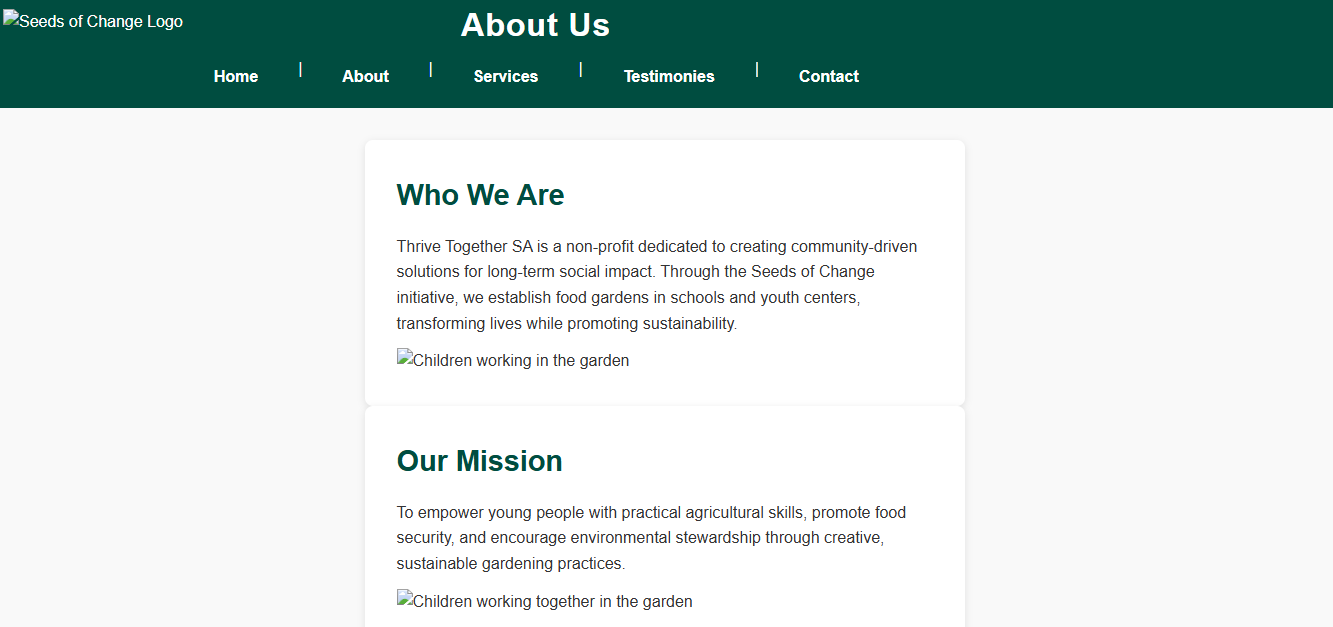 Seeds of Change Logo
About Us
Home | About | Services | Testimonies | Contact
Who We Are
Thrive Together SA is a non-profit dedicated to creating community-driven
solutions for long-term social impact. Through the Seeds of Change
initiative, we establish food gardens in schools and youth centers,
transforming lives while promoting sustainability.
Children working in the garden
Our Mission
To empower young people with practical agricultural skills, promote food
security, and encourage environmental stewardship through creative,
sustainable gardening practices.
Children working together in the garden